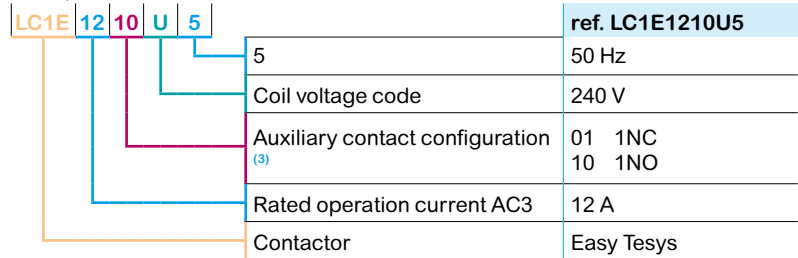 LC1E 12 10 U 5 ref. LC1E1210U5
5 50 Hz
Coil voltage code 240 V
Auxiliary contact configuration 01 1NC
(3) 10 1NO
Rated operation current AC3 12 A
Contactor Easy Tesys